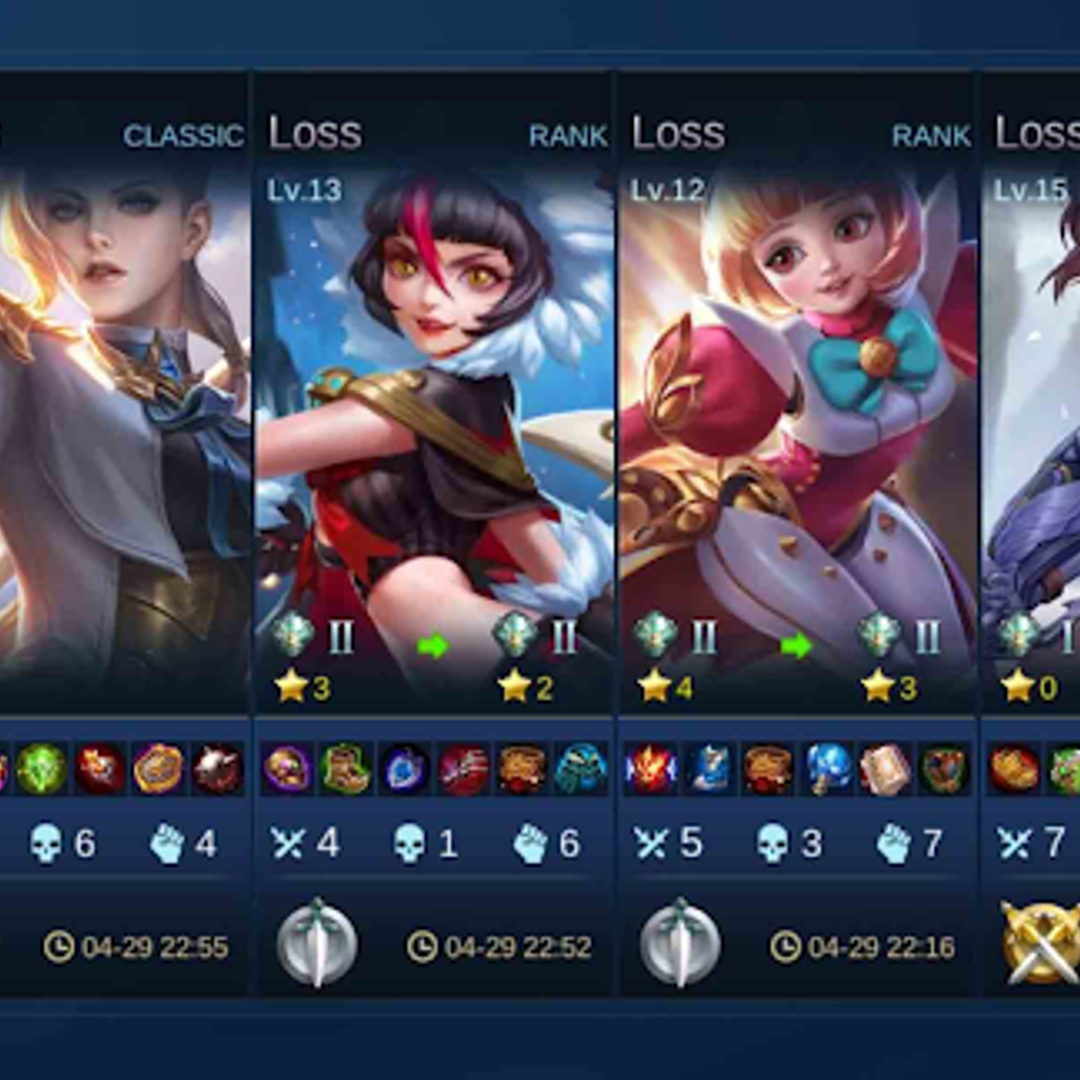 CLASSIC
6 4
04-29 22:55
Loss RANK
Lv.13
II II
3 2
4 1 6
04-29 22:52
Loss RANK
Lv.12
II II
4 3
5 3 7
04-29 22:16
Loss
Lv.15
0
7